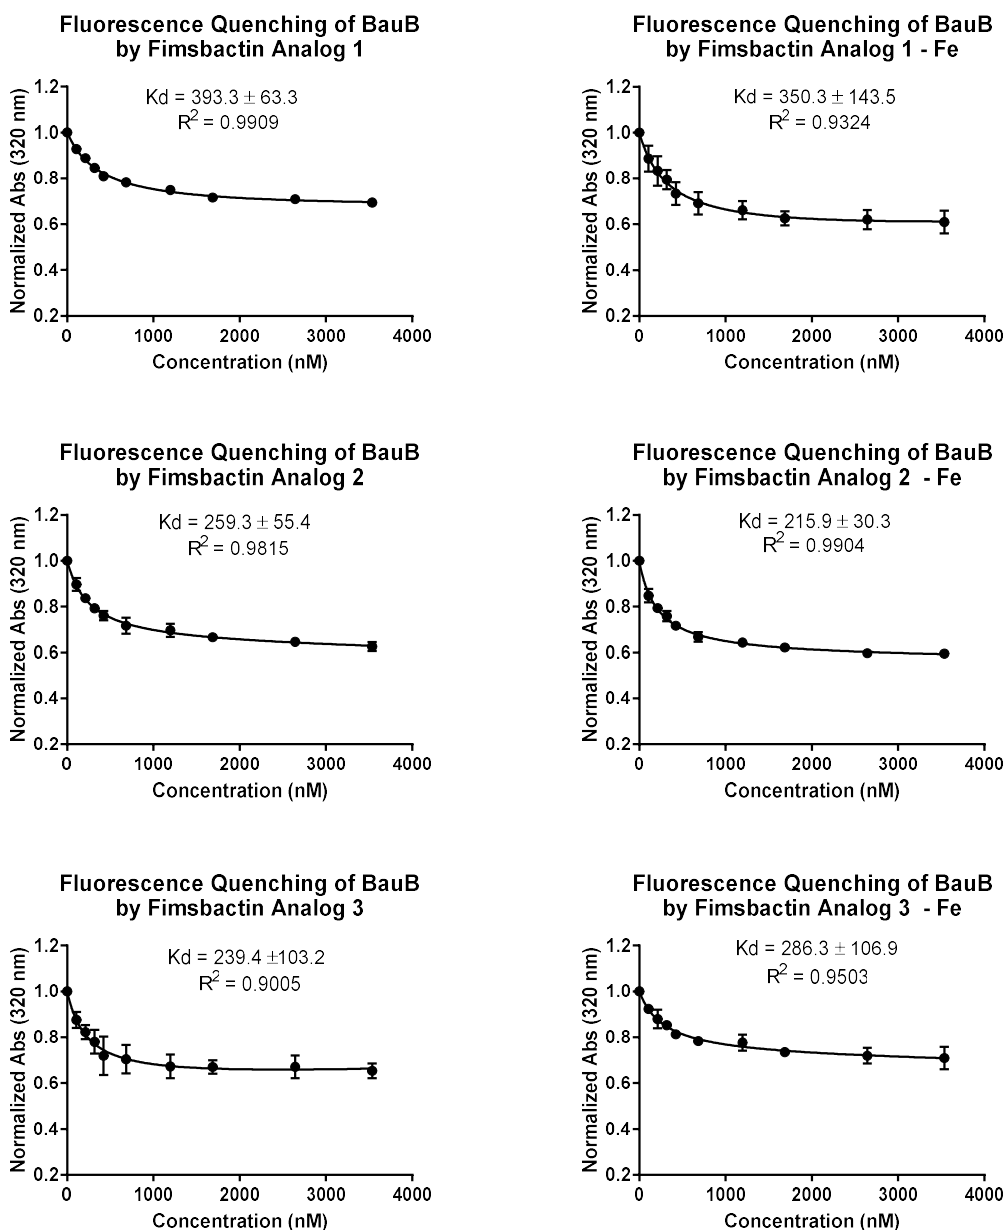 Fluorescence Quenching of BauB
by Fimsbactin Analog 1
Kd = 393.3 ± 63.3
R² = 0.9909
Normalized Abs (320 nm)
1.2
1.0
0.8
0.6
0.4
0.2
0 1000 2000 3000 4000
Concentration (nM)
Fluorescence Quenching of BauB
by Fimsbactin Analog 1 - Fe
Kd = 350.3 ± 143.5
R² = 0.9324
Normalized Abs (320 nm)
1.2
1.0
0.8
0.6
0.4
0.2
0 1000 2000 3000 4000
Concentration (nM)
Fluorescence Quenching of BauB
by Fimsbactin Analog 2
Kd = 259.3 ± 55.4
R² = 0.9815
Normalized Abs (320 nm)
1.2
1.0
0.8
0.6
0.4
0.2
0 1000 2000 3000 4000
Concentration (nM)
Fluorescence Quenching of BauB
by Fimsbactin Analog 2 - Fe
Kd = 215.9 ± 30.3
R² = 0.9904
Normalized Abs (320 nm)
1.2
1.0
0.8
0.6
0.4
0.2
0 1000 2000 3000 4000
Concentration (nM)
Fluorescence Quenching of BauB
by Fimsbactin Analog 3
Kd = 239.4 ±103.2
R² = 0.9005
Normalized Abs (320 nm)
1.2
1.0
0.8
0.6
0.4
0.2
0 1000 2000 3000 4000
Concentration (nM)
Fluorescence Quenching of BauB
by Fimsbactin Analog 3 - Fe
Kd = 286.3 ± 106.9
R² = 0.9503
Normalized Abs (320 nm)
1.2
1.0
0.8
0.6
0.4
0.2
0 1000 2000 3000 4000
Concentration (nM)